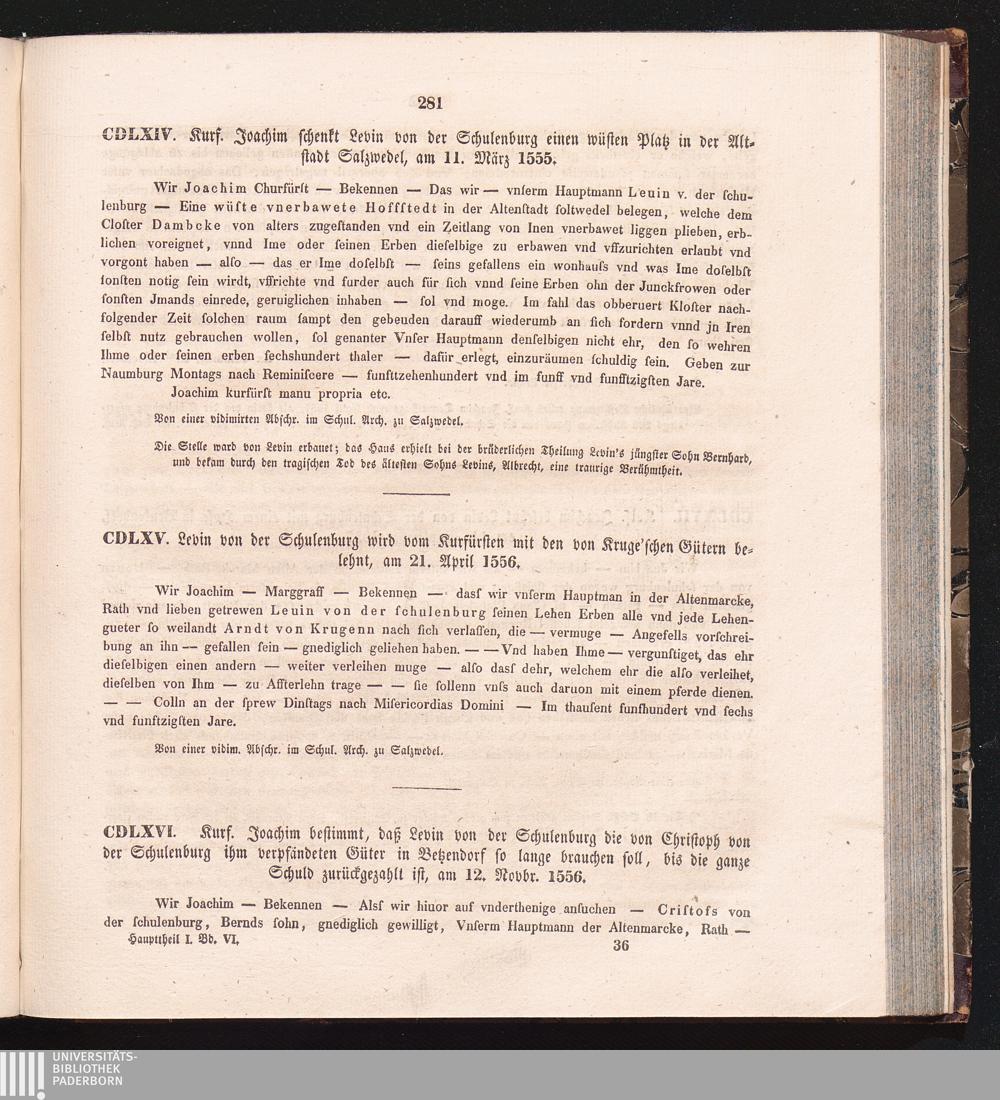 281
CDLXIV. Kurf. Joachim ſchenkt Levin von der Schulenburg einen wüſten Platz in der Alt-
ſtadt Salzwedel, am 11. März 1555.
Wir Joachim Churfürſt — Bekennen — Das wir — vnſerm Hauptmann Leuin v. der ſchu-
lenburg — Eine wüſte vnerbawete Hoffſtedt in der Altenſtadt ſoltwedel belegen, welche dem
Cloſter Dambcke von alters zugeſtanden vnd ein Zeitlang von Inen vnerbawet liggen plieben, erb-
lichen voreignet, vnnd Ime oder ſeinen Erben dieſelbige zu erbawen vnd vffzurichten erlaubt vnd
vorgont haben — alſo — das er Ime doſelbſt — ſeins gefallens ein wonhauſs vnd was Ime doſelbſt
ſonſten notig ſein wirdt, vffrichte vnd furder auch für ſich vnnd ſeine Erben ohn der Junckfrowen oder
ſonſten Jmands einrede, geruiglichen inhaben — ſol vnd moge. Im fahl das obberuert Kloſter nach-
folgender Zeit ſolchen raum ſampt den gebeuden darauff wiederumb an ſich fordern vnnd jn Iren
ſelbſt nutz gebrauchen wollen, ſol genanter Vnſer Hauptmann denſelbigen nicht ehr, den ſo wehren
Ihme oder ſeinen erben ſechshundert thaler — dafür erlegt, einzuräumen ſchuldig ſein. Geben zur
Naumburg Montags nach Reminiſcere — funſttzehenhundert vnd im funff vnd funfftzigſten Jare.
Joachim kurfürſt manu propria etc.
Von einer vidimirten Abſchr. im Schul. Arch. zu Salzwedel.
Die Stelle ward von Levin erbauet; das Haus erhielt bei der brüderlichen Theilung Levin's jüngſter Sohn Bernhard,
und bekam durch den tragiſchen Tod des älteſten Sohns Levins, Albrecht, eine traurige Berühmtheit.
CDLXV. Levin von der Schulenburg wird vom Kurfürſten mit den von Kruge'ſchen Gütern be-
lehnt, am 21. April 1556.
Wir Joachim — Marggraff — Bekennen — daſſ wir vnſerm Hauptman in der Altenmarcke,
Rath vnd lieben getrewen Leuin von der ſchulenburg ſeinen Lehen Erben alle vnd jede Lehen-
gueter ſo weilandt Arndt von Krugenn nach ſich verlaſſen, die — vermuge — Angefells vorſchrei-
bung an ihn — gefallen ſein — gnediglich geliehen haben. — — Vnd haben Ihme — vergunſtiget, das ehr
dieſelbigen einen andern — weiter verleihen muge — alſo daſſ dehr, welchem ehr die alſo verleihet,
dieſelben von Ihm — zu Affterlehn trage — — ſie ſollenn vnſs auch daruon mit einem pferde dienen.
— — Colln an der ſprew Dinſtags nach Miſericordias Domini — Im thauſent funfhundert vnd ſechs
vnd funftzigſten Jare.
Von einer vidim. Abſchr. im Schul. Arch. zu Salzwedel.
CDLXVI. Kurf. Joachim beſtimmt, daß Levin von der Schulenburg die von Chriſtoph von
der Schulenburg ihm verpfändeten Güter in Betzendorf ſo lange brauchen ſoll, bis die ganze
Schuld zurückgezahlt iſt, am 12. Novbr. 1556.
Wir Joachim — Bekennen — Alſſ wir hiuor auf vnderthenige anſuchen — Criſtofs von
der ſchulenburg, Bernds ſohn, gnediglich gewilligt, Vnſerm Hauptmann der Altenmarcke, Rath —
Haupttheil I. Bd. VI.
36
UNIVERSITÄTS-
BIBLIOTHEK
PADERBORN